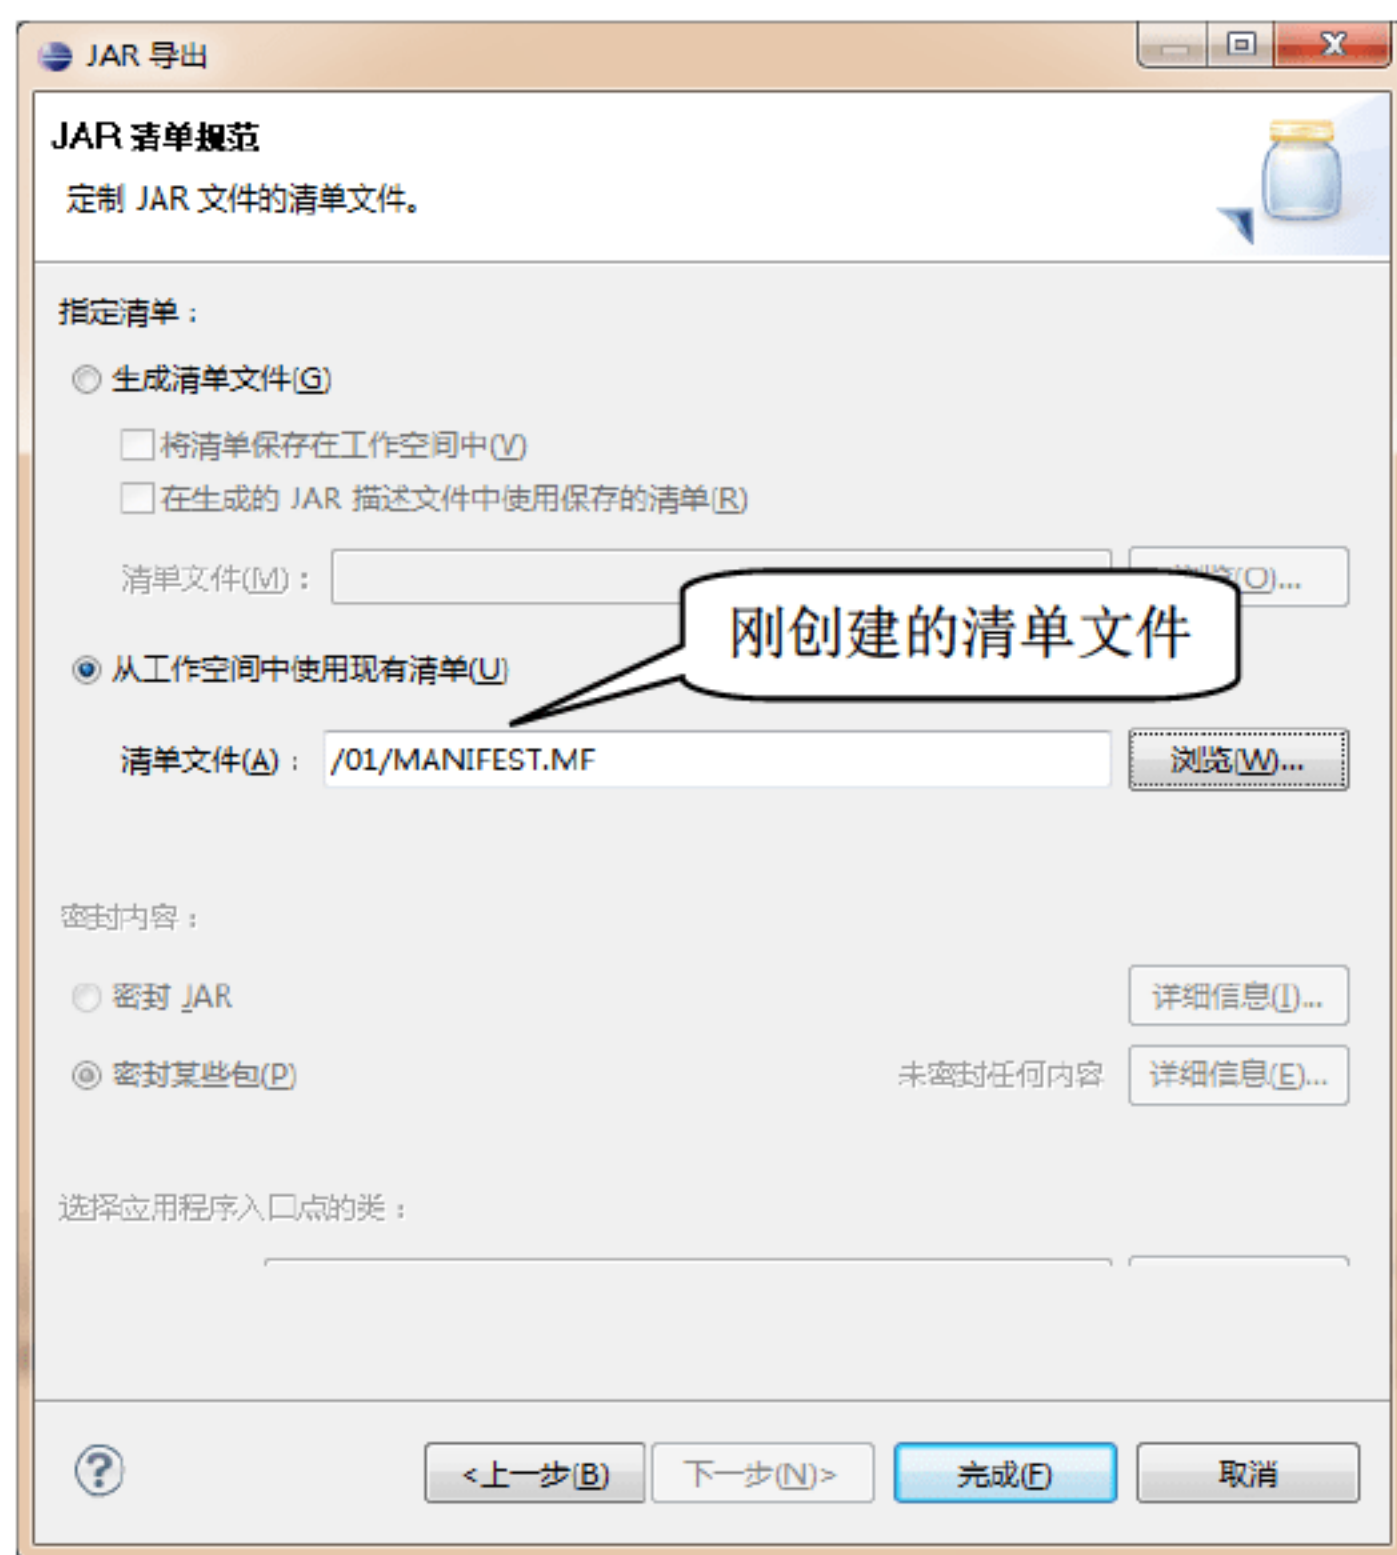 JAR 导出
JAR 清单规范
定制 JAR 文件的清单文件。
指定清单：
生成清单文件(G)
将清单保存在工作空间中(V)
在生成的 JAR 描述文件中使用保存的清单(R)
清单文件(M)：
(O)...
刚创建的清单文件
从工作空间中使用现有清单(U)
清单文件(A)： /01/MANIFEST.MF 浏览(W)...
密封内容：
密封 JAR 详细信息(I)...
密封某些包(P) 未密封任何内容 详细信息(E)...
选择应用程序入口点的类：
<上一步(B) 下一步(N)> 完成(F) 取消